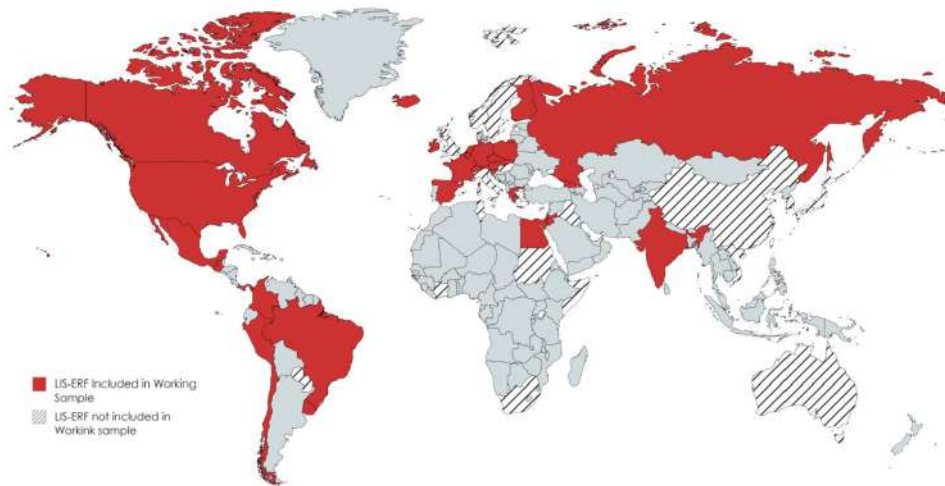 LIS-ERF Included in Working
Sample
LIS-ERF not included in
Workink sample